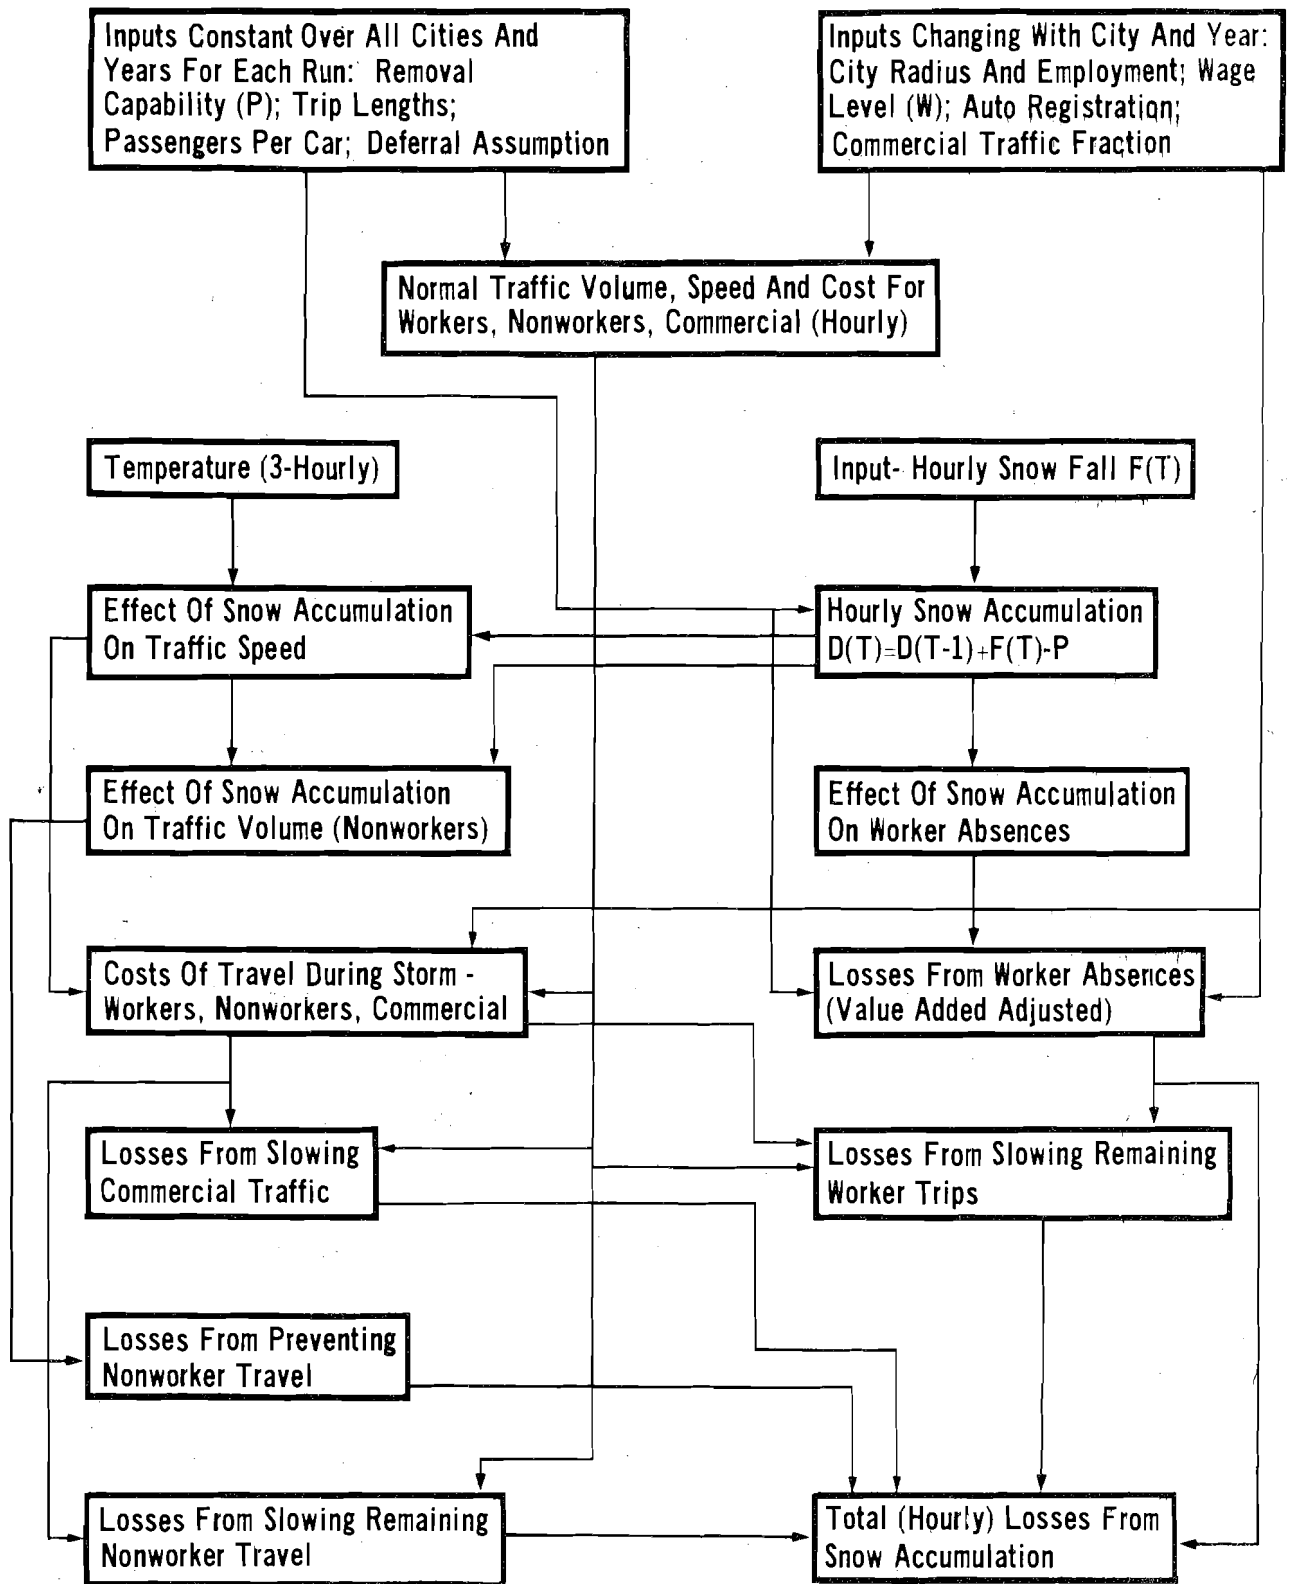 Inputs Constant Over All Cities And
Years For Each Run: Removal
Capability (P); Trip Lengths;
Passengers Per Car; Deferral Assumption
Inputs Changing With City And Year:
City Radius And Employment; Wage
Level (W); Auto Registration;
Commercial Traffic Fraction
Normal Traffic Volume, Speed And Cost For
Workers, Nonworkers, Commercial (Hourly)
Temperature (3-Hourly)
Input- Hourly Snow Fall F(T)
Effect Of Snow Accumulation
On Traffic Speed
Hourly Snow Accumulation
D(T)=D(T-1)+F(T)-P
Effect Of Snow Accumulation
On Traffic Volume (Nonworkers)
Effect Of Snow Accumulation
On Worker Absences
Costs Of Travel During Storm -
Workers, Nonworkers, Commercial
Losses From Worker Absences
(Value Added Adjusted)
Losses From Slowing
Commercial Traffic
Losses From Slowing Remaining
Worker Trips
Losses From Preventing
Nonworker Travel
Losses From Slowing Remaining
Nonworker Travel
Total (Hourly) Losses From
Snow Accumulation